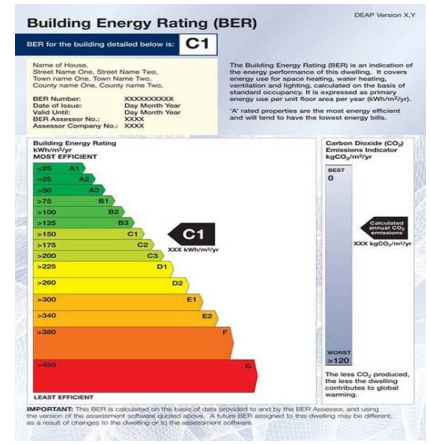 DEAP Version X,Y
Building Energy Rating (BER)
BER for the building detailed below is: C1
Name of House,
Street Name One, Street Name Two,
Town Name One, Town Name Two,
County name One, County name Two,
BER Number: XXXXXXXXXX
Date of Issue: Day Month Year
Valid Until: Day Month Year
BER Assessor No.: XXXX
Assessor Company No.: XXXX
The Building Energy Rating (BER) is an indication of
the energy performance of this dwelling. It covers
energy use for space heating, water heating,
ventilation and lighting, calculated on the basis of
standard occupancy. It is expressed as primary
energy use per unit floor area per year (kWh/m²/yr).
'A' rated properties are the most energy efficient
and will tend to have the lowest energy bills.
Building Energy Rating
kWh/m²/yr
MOST EFFICIENT
<25 A1
>25 A2
>50 A3
>75 B1
>100 B2
>125 B3
>150 C1
>175 C2
>200 C3
>225 D1
>260 D2
>300 E1
>340 E2
>380 F
>450 G
LEAST EFFICIENT
C1
XXX kWh/m²/yr
Carbon Dioxide (CO₂)
Emissions Indicator
kgCO₂/m²/yr
BEST
0
Calculated
annual CO₂
emissions
XXX kgCO₂/m²/yr
WORST
>120
The less CO₂ produced,
the less the dwelling
contributes to global
warming.
IMPORTANT: This BER is calculated on the basis of data provided to and by the BER Assessor, and using
the version of the assessment software quoted above. A future BER assigned to this dwelling may be different,
as a result of changes to the dwelling or to the assessment software.